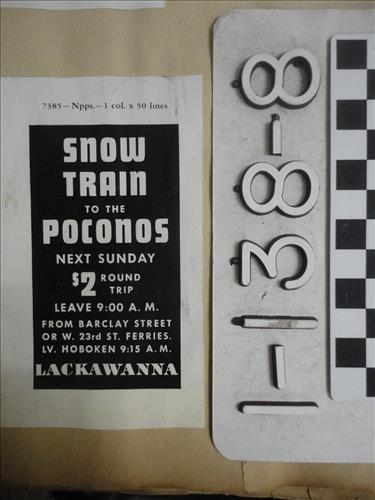 7385—Npps.—1 col. x 50 lines
SNOW
TRAIN
TO THE
POCONOS
NEXT SUNDAY
$2 ROUND TRIP
LEAVE 9:00 A. M.
FROM BARCLAY STREET
OR W. 23rd ST. FERRIES.
LV. HOBOKEN 9:15 A. M.
LACKAWANNA
1-138-8